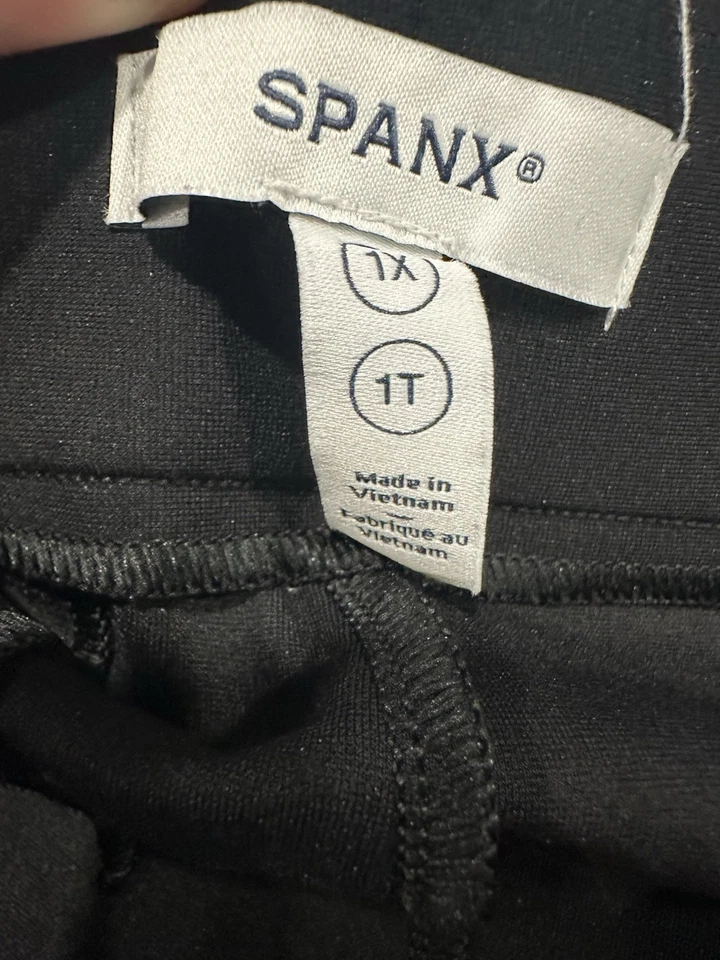 SPANX®
1X
1T
Made in
Vietnam
—
Fabriqué au
Vietnam